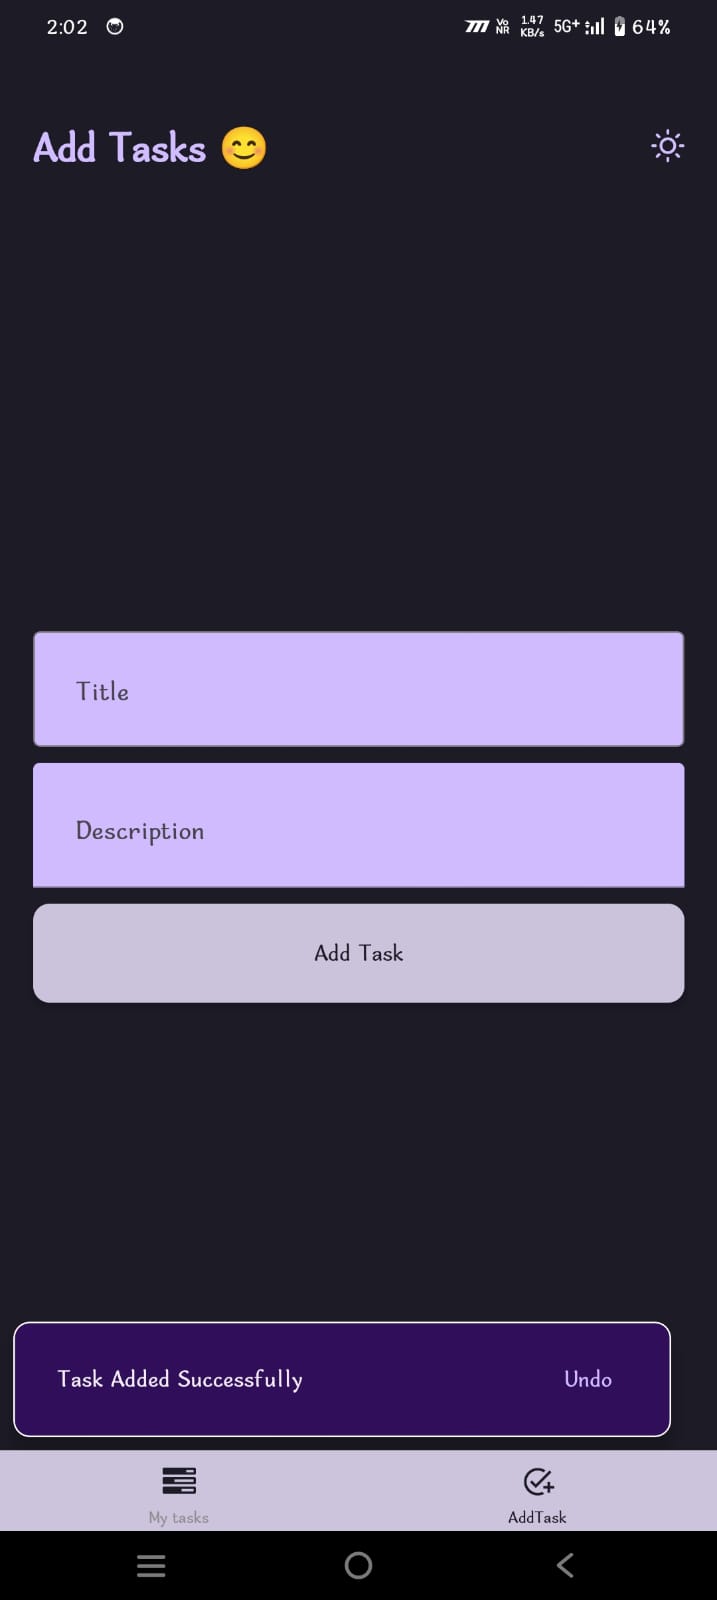 2:02 Vo NR 1.47 KB/s 5G+ 64%
Add Tasks 😊
Title
Description
Add Task
Task Added Successfully Undo
My tasks AddTask